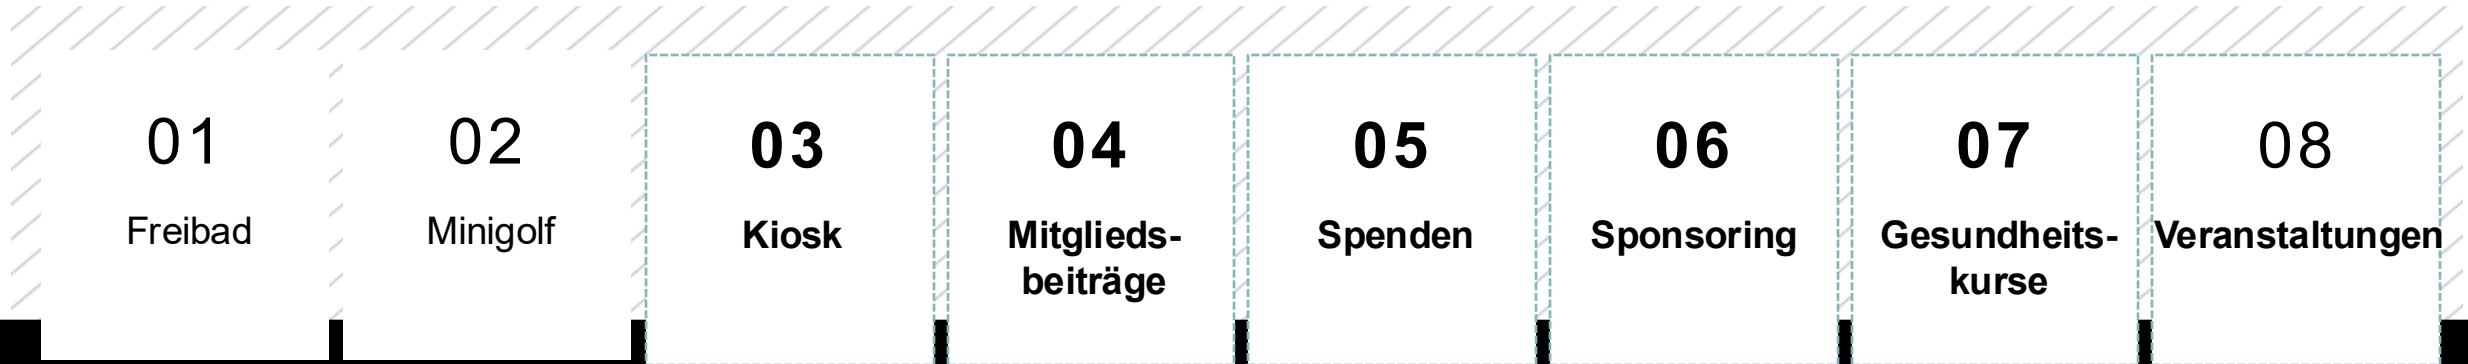 01
Freibad
02
Minigolf
03
Kiosk
04
Mitglieds-
beiträge
05
Spenden
06
Sponsoring
07
Gesundheits-
kurse
08
Veranstaltungen